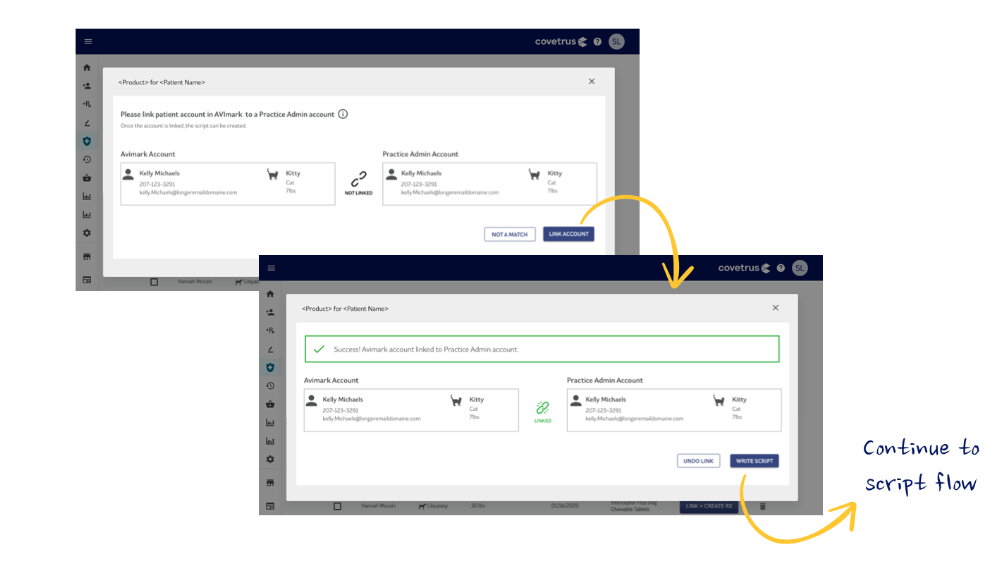 covetrus
? SL
<Product> for <Patient Name>
Please link patient account in AVImark to a Practice Admin account
Once the account is linked, the script can be created.
Avimark Account
Practice Admin Account
Kelly Michaels
Kitty
Kelly Michaels
Kitty
207-123-3291
Cat
207-123-3291
Cat
kelly.Michaels@longeremaildomaine.com
7lbs
NOT LINKED
kelly.Michaels@longeremaildomaine.com
7lbs
NOT A MATCH
LINK ACCOUNT
Hannah Mccain
covetrus
? SL
<Product> for <Patient Name>
Success! Avimark account linked to Practice Admin account.
Avimark Account
Practice Admin Account
Kelly Michaels
Kitty
Kelly Michaels
Kitty
207-123-3291
Cat
207-123-3291
Cat
kelly.Michaels@longeremaildomaine.com
7lbs
LINKED
kelly.Michaels@longeremaildomaine.com
7lbs
UNDO LINK
WRITE SCRIPT
Hannah Mccain
30 lbs
01/14/2020
Chewable Tablets
LINK + CREATE RX
Continue to
script flow